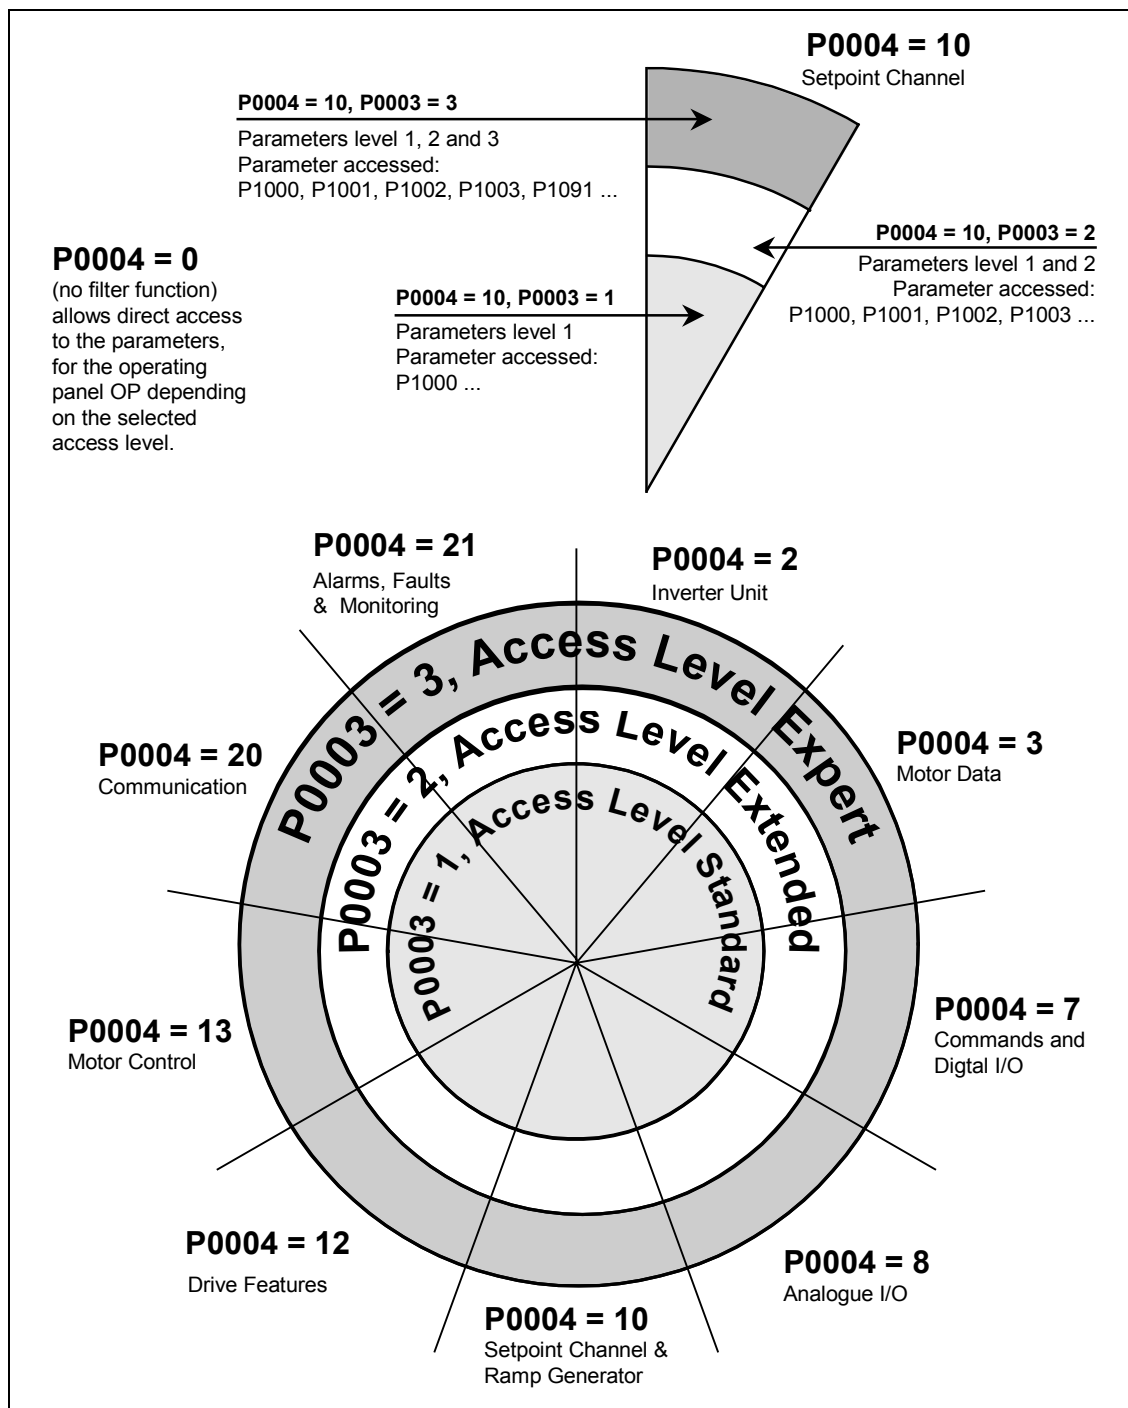 P0004 = 10
Setpoint Channel
P0004 = 10, P0003 = 3
Parameters level 1, 2 and 3
Parameter accessed:
P1000, P1001, P1002, P1003, P1091 ...
P0004 = 10, P0003 = 2
Parameters level 1 and 2
Parameter accessed:
P1000, P1001, P1002, P1003 ...
P0004 = 0
(no filter function)
allows direct access
to the parameters,
for the operating
panel OP depending
on the selected
access level.
P0004 = 10, P0003 = 1
Parameters level 1
Parameter accessed:
P1000 ...
P0004 = 21
Alarms, Faults
& Monitoring
P0004 = 2
Inverter Unit
P0003 = 3, Access Level Expert
P0003 = 2, Access Level Extended
P0003 = 1, Access Level Standard
P0004 = 20
Communication
P0004 = 3
Motor Data
P0004 = 13
Motor Control
P0004 = 7
Commands and
Digtal I/O
P0004 = 12
Drive Features
P0004 = 8
Analogue I/O
P0004 = 10
Setpoint Channel &
Ramp Generator